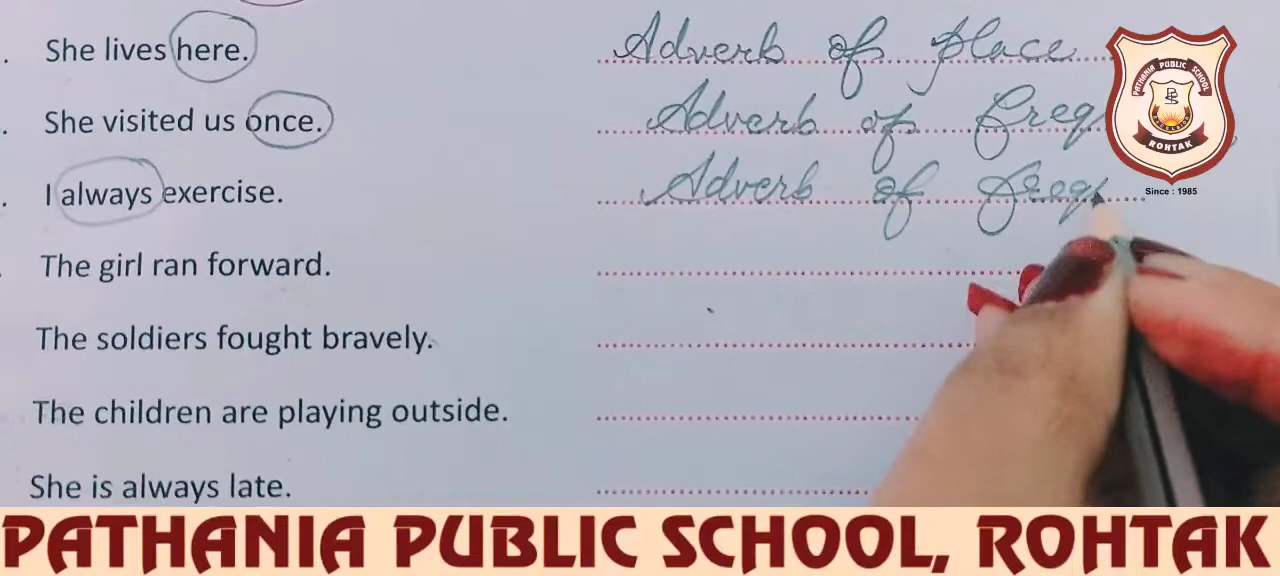 She lives here. Adverb of place
She visited us once. Adverb of Freq
I always exercise. Adverb of freq
The girl ran forward.
The soldiers fought bravely.
The children are playing outside.
She is always late.
PATHANIA PUBLIC SCHOOL
ROHTAK
Since : 1985
PATHANIA PUBLIC SCHOOL, ROHTAK